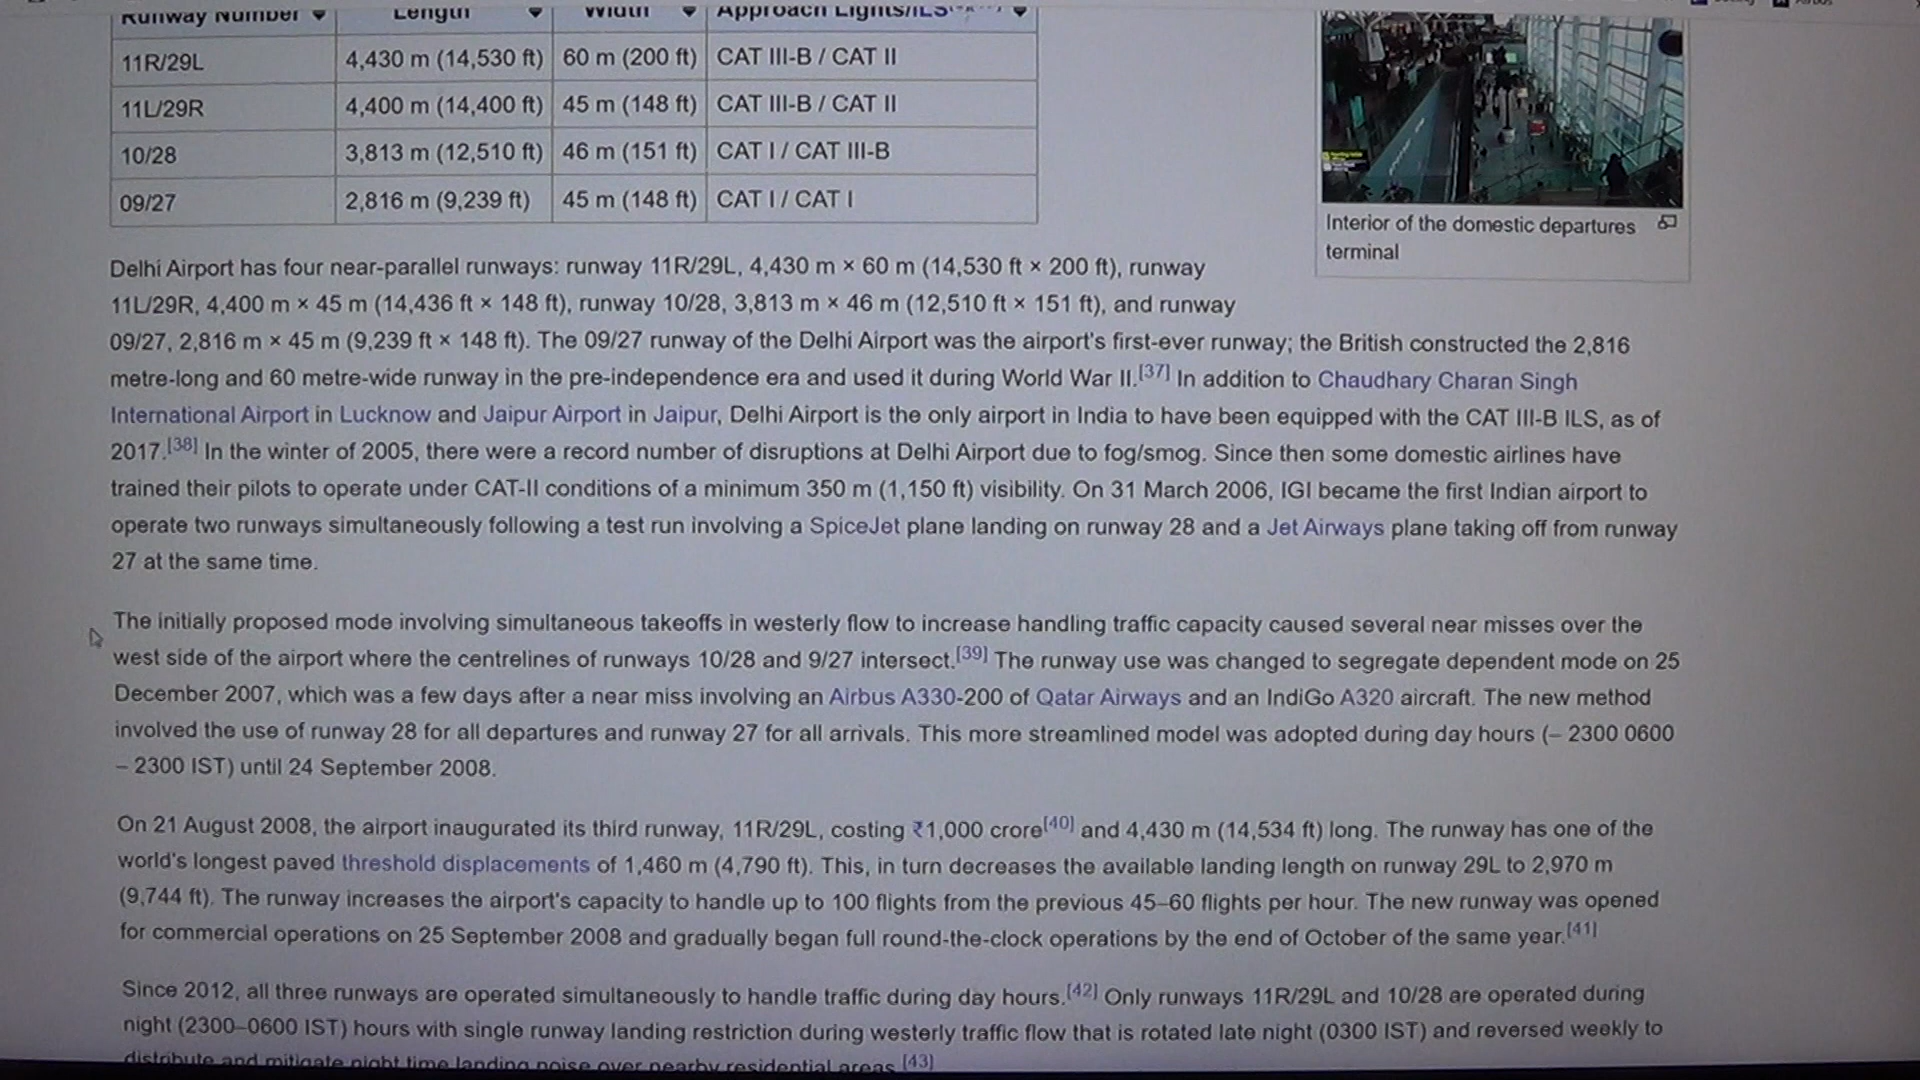 Runway Number Length Width Approach Lights/ILS
11R/29L 4,430 m (14,530 ft) 60 m (200 ft) CAT III-B / CAT II
11L/29R 4,400 m (14,400 ft) 45 m (148 ft) CAT III-B / CAT II
10/28 3,813 m (12,510 ft) 46 m (151 ft) CAT I / CAT III-B
09/27 2,816 m (9,239 ft) 45 m (148 ft) CAT I / CAT I
Interior of the domestic departures
terminal
Delhi Airport has four near-parallel runways: runway 11R/29L, 4,430 m × 60 m (14,530 ft × 200 ft), runway
11L/29R, 4,400 m × 45 m (14,436 ft × 148 ft), runway 10/28, 3,813 m × 46 m (12,510 ft × 151 ft), and runway
09/27, 2,816 m × 45 m (9,239 ft × 148 ft). The 09/27 runway of the Delhi Airport was the airport's first-ever runway; the British constructed the 2,816
metre-long and 60 metre-wide runway in the pre-independence era and used it during World War II.[37] In addition to Chaudhary Charan Singh
International Airport in Lucknow and Jaipur Airport in Jaipur, Delhi Airport is the only airport in India to have been equipped with the CAT III-B ILS, as of
2017.[38] In the winter of 2005, there were a record number of disruptions at Delhi Airport due to fog/smog. Since then some domestic airlines have
trained their pilots to operate under CAT-II conditions of a minimum 350 m (1,150 ft) visibility. On 31 March 2006, IGI became the first Indian airport to
operate two runways simultaneously following a test run involving a SpiceJet plane landing on runway 28 and a Jet Airways plane taking off from runway
27 at the same time.
The initially proposed mode involving simultaneous takeoffs in westerly flow to increase handling traffic capacity caused several near misses over the
west side of the airport where the centrelines of runways 10/28 and 9/27 intersect.[39] The runway use was changed to segregate dependent mode on 25
December 2007, which was a few days after a near miss involving an Airbus A330-200 of Qatar Airways and an IndiGo A320 aircraft. The new method
involved the use of runway 28 for all departures and runway 27 for all arrivals. This more streamlined model was adopted during day hours (– 2300 0600
– 2300 IST) until 24 September 2008.
On 21 August 2008, the airport inaugurated its third runway, 11R/29L, costing ₹1,000 crore[40] and 4,430 m (14,534 ft) long. The runway has one of the
world's longest paved threshold displacements of 1,460 m (4,790 ft). This, in turn decreases the available landing length on runway 29L to 2,970 m
(9,744 ft). The runway increases the airport's capacity to handle up to 100 flights from the previous 45–60 flights per hour. The new runway was opened
for commercial operations on 25 September 2008 and gradually began full round-the-clock operations by the end of October of the same year.[41]
Since 2012, all three runways are operated simultaneously to handle traffic during day hours.[42] Only runways 11R/29L and 10/28 are operated during
night (2300–0600 IST) hours with single runway landing restriction during westerly traffic flow that is rotated late night (0300 IST) and reversed weekly to
distribute and mitigate night time landing noise over nearby residential areas.[43]